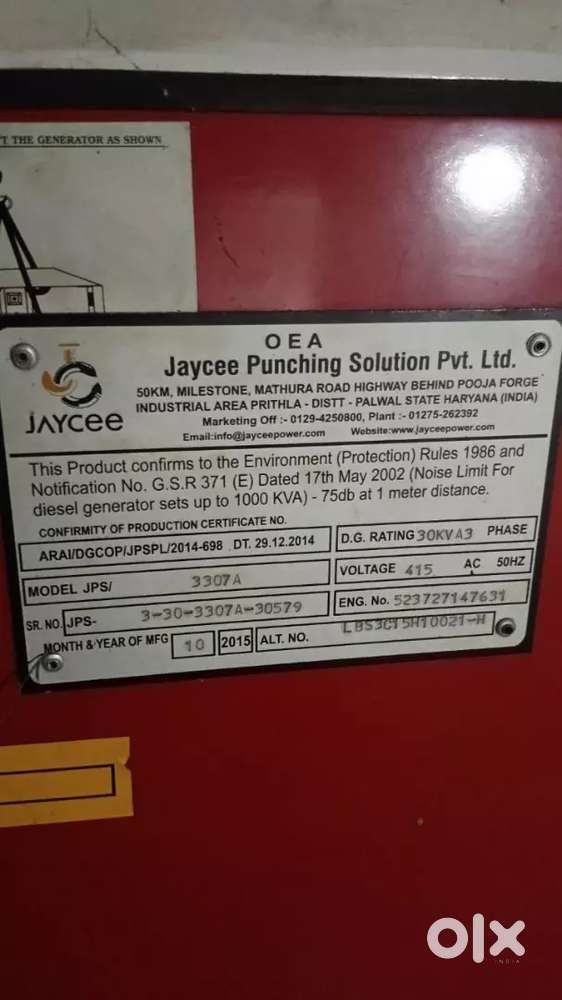 T THE GENERATOR AS SHOWN
JAYCEE
OEA
Jaycee Punching Solution Pvt. Ltd.
50KM, MILESTONE, MATHURA ROAD HIGHWAY BEHIND POOJA FORGE
INDUSTRIAL AREA PRITHLA - DISTT - PALWAL STATE HARYANA (INDIA)
Marketing Off :- 0129-4250800, Plant :- 01275-262392
Email:info@jayceepower.com Website:www.jayceepower.com
This Product confirms to the Environment (Protection) Rules 1986 and
Notification No. G.S.R 371 (E) Dated 17th May 2002 (Noise Limit For
diesel generator sets up to 1000 KVA) - 75db at 1 meter distance.
CONFIRMITY OF PRODUCTION CERTIFICATE NO.
ARAI/DGCOP/JPSPL/2014-698 DT. 29.12.2014
D.G. RATING 30KVA3 PHASE
MODEL JPS/ 3307A
VOLTAGE 415 AC 50HZ
SR. NO. JPS- 3-30-3307A-30579
ENG. No. 523727147631
MONTH & YEAR OF MFG 10 2015 ALT. NO. LBS3C15H10021-H
olx
INDIA